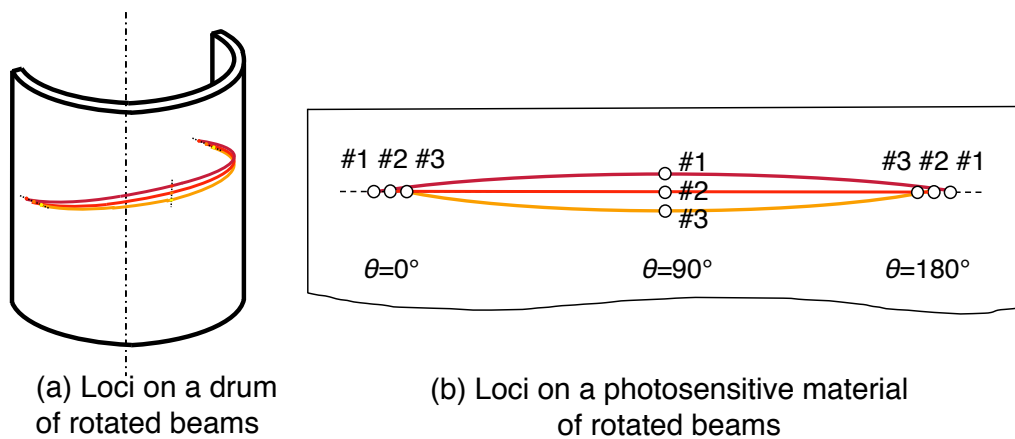 #1 #2 #3
#1
#2
#3
#3 #2 #1
θ=0°
θ=90°
θ=180°
(a) Loci on a drum
of rotated beams
(b) Loci on a photosensitive material
of rotated beams